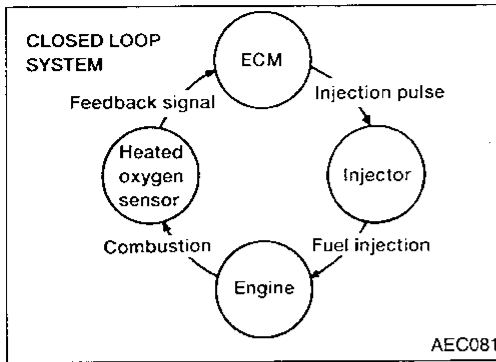 CLOSED LOOP
SYSTEM
ECM
Feedback signal
Injection pulse
Heated
oxygen
sensor
Injector
Combustion
Fuel injection
Engine
AEC081